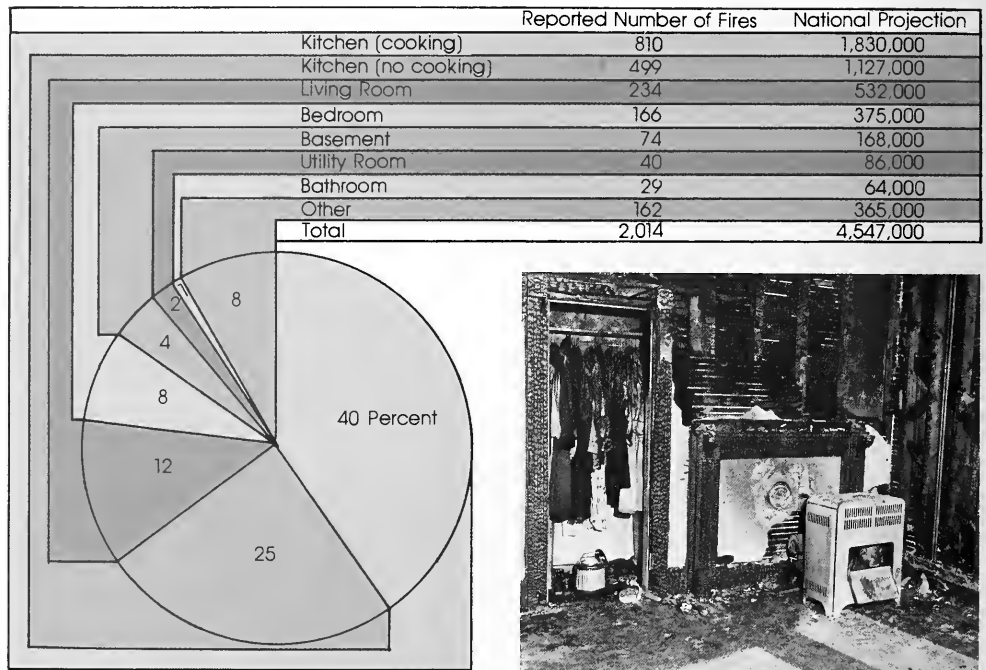 Reported Number of Fires National Projection
Kitchen (cooking) 810 1,830,000
Kitchen (no cooking) 499 1,127,000
Living Room 234 532,000
Bedroom 166 375,000
Basement 74 168,000
Utility Room 40 86,000
Bathroom 29 64,000
Other 162 365,000
Total 2,014 4,547,000
2
8
4
8
40 Percent
12
25